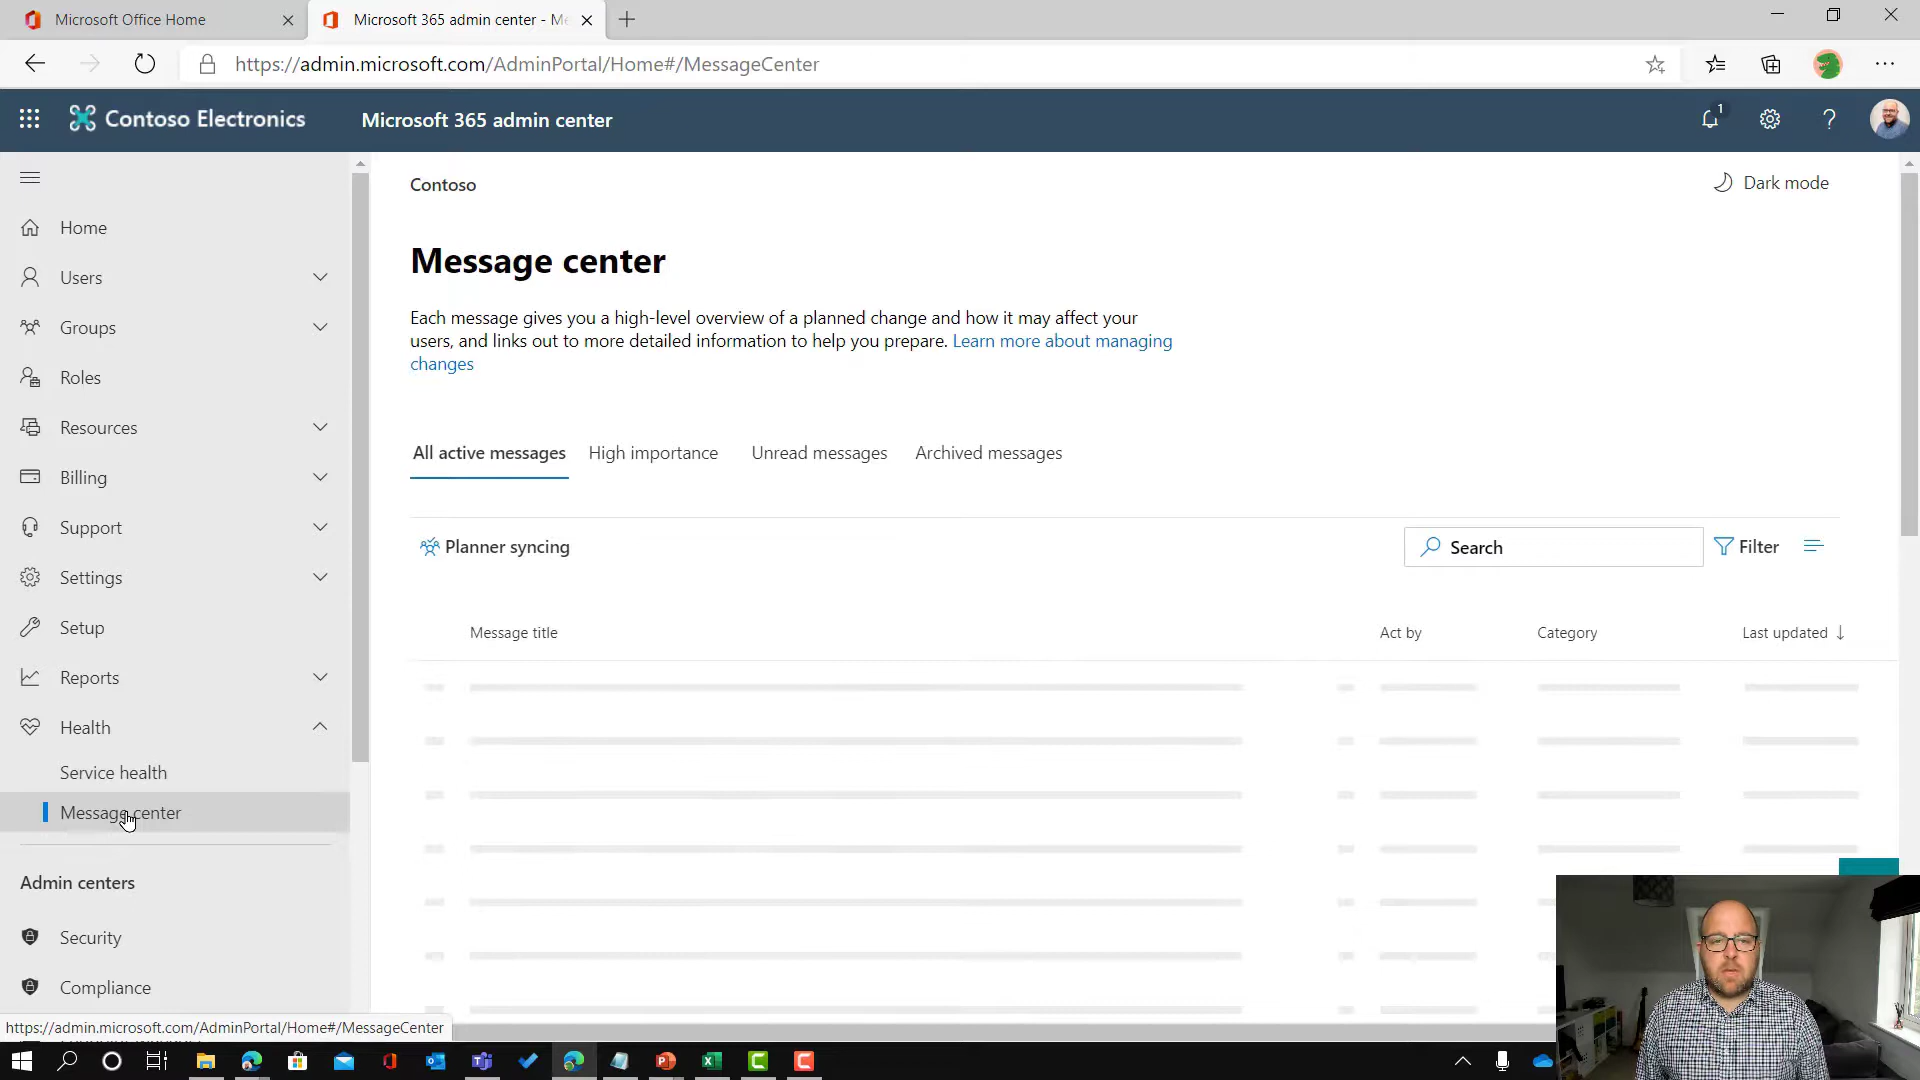 Microsoft Office Home
Microsoft 365 admin center - Me
https://admin.microsoft.com/AdminPortal/Home#/MessageCenter
Contoso Electronics
Microsoft 365 admin center
1
?
Contoso
Dark mode
Home
Users
Groups
Roles
Resources
Billing
Support
Settings
Setup
Reports
Health
Service health
Message center
Admin centers
Security
Compliance
Message center
Each message gives you a high-level overview of a planned change and how it may affect your
users, and links out to more detailed information to help you prepare. Learn more about managing
changes
All active messages
High importance
Unread messages
Archived messages
Planner syncing
Search
Filter
Message title
Act by
Category
Last updated ↓
https://admin.microsoft.com/AdminPortal/Home#/MessageCenter